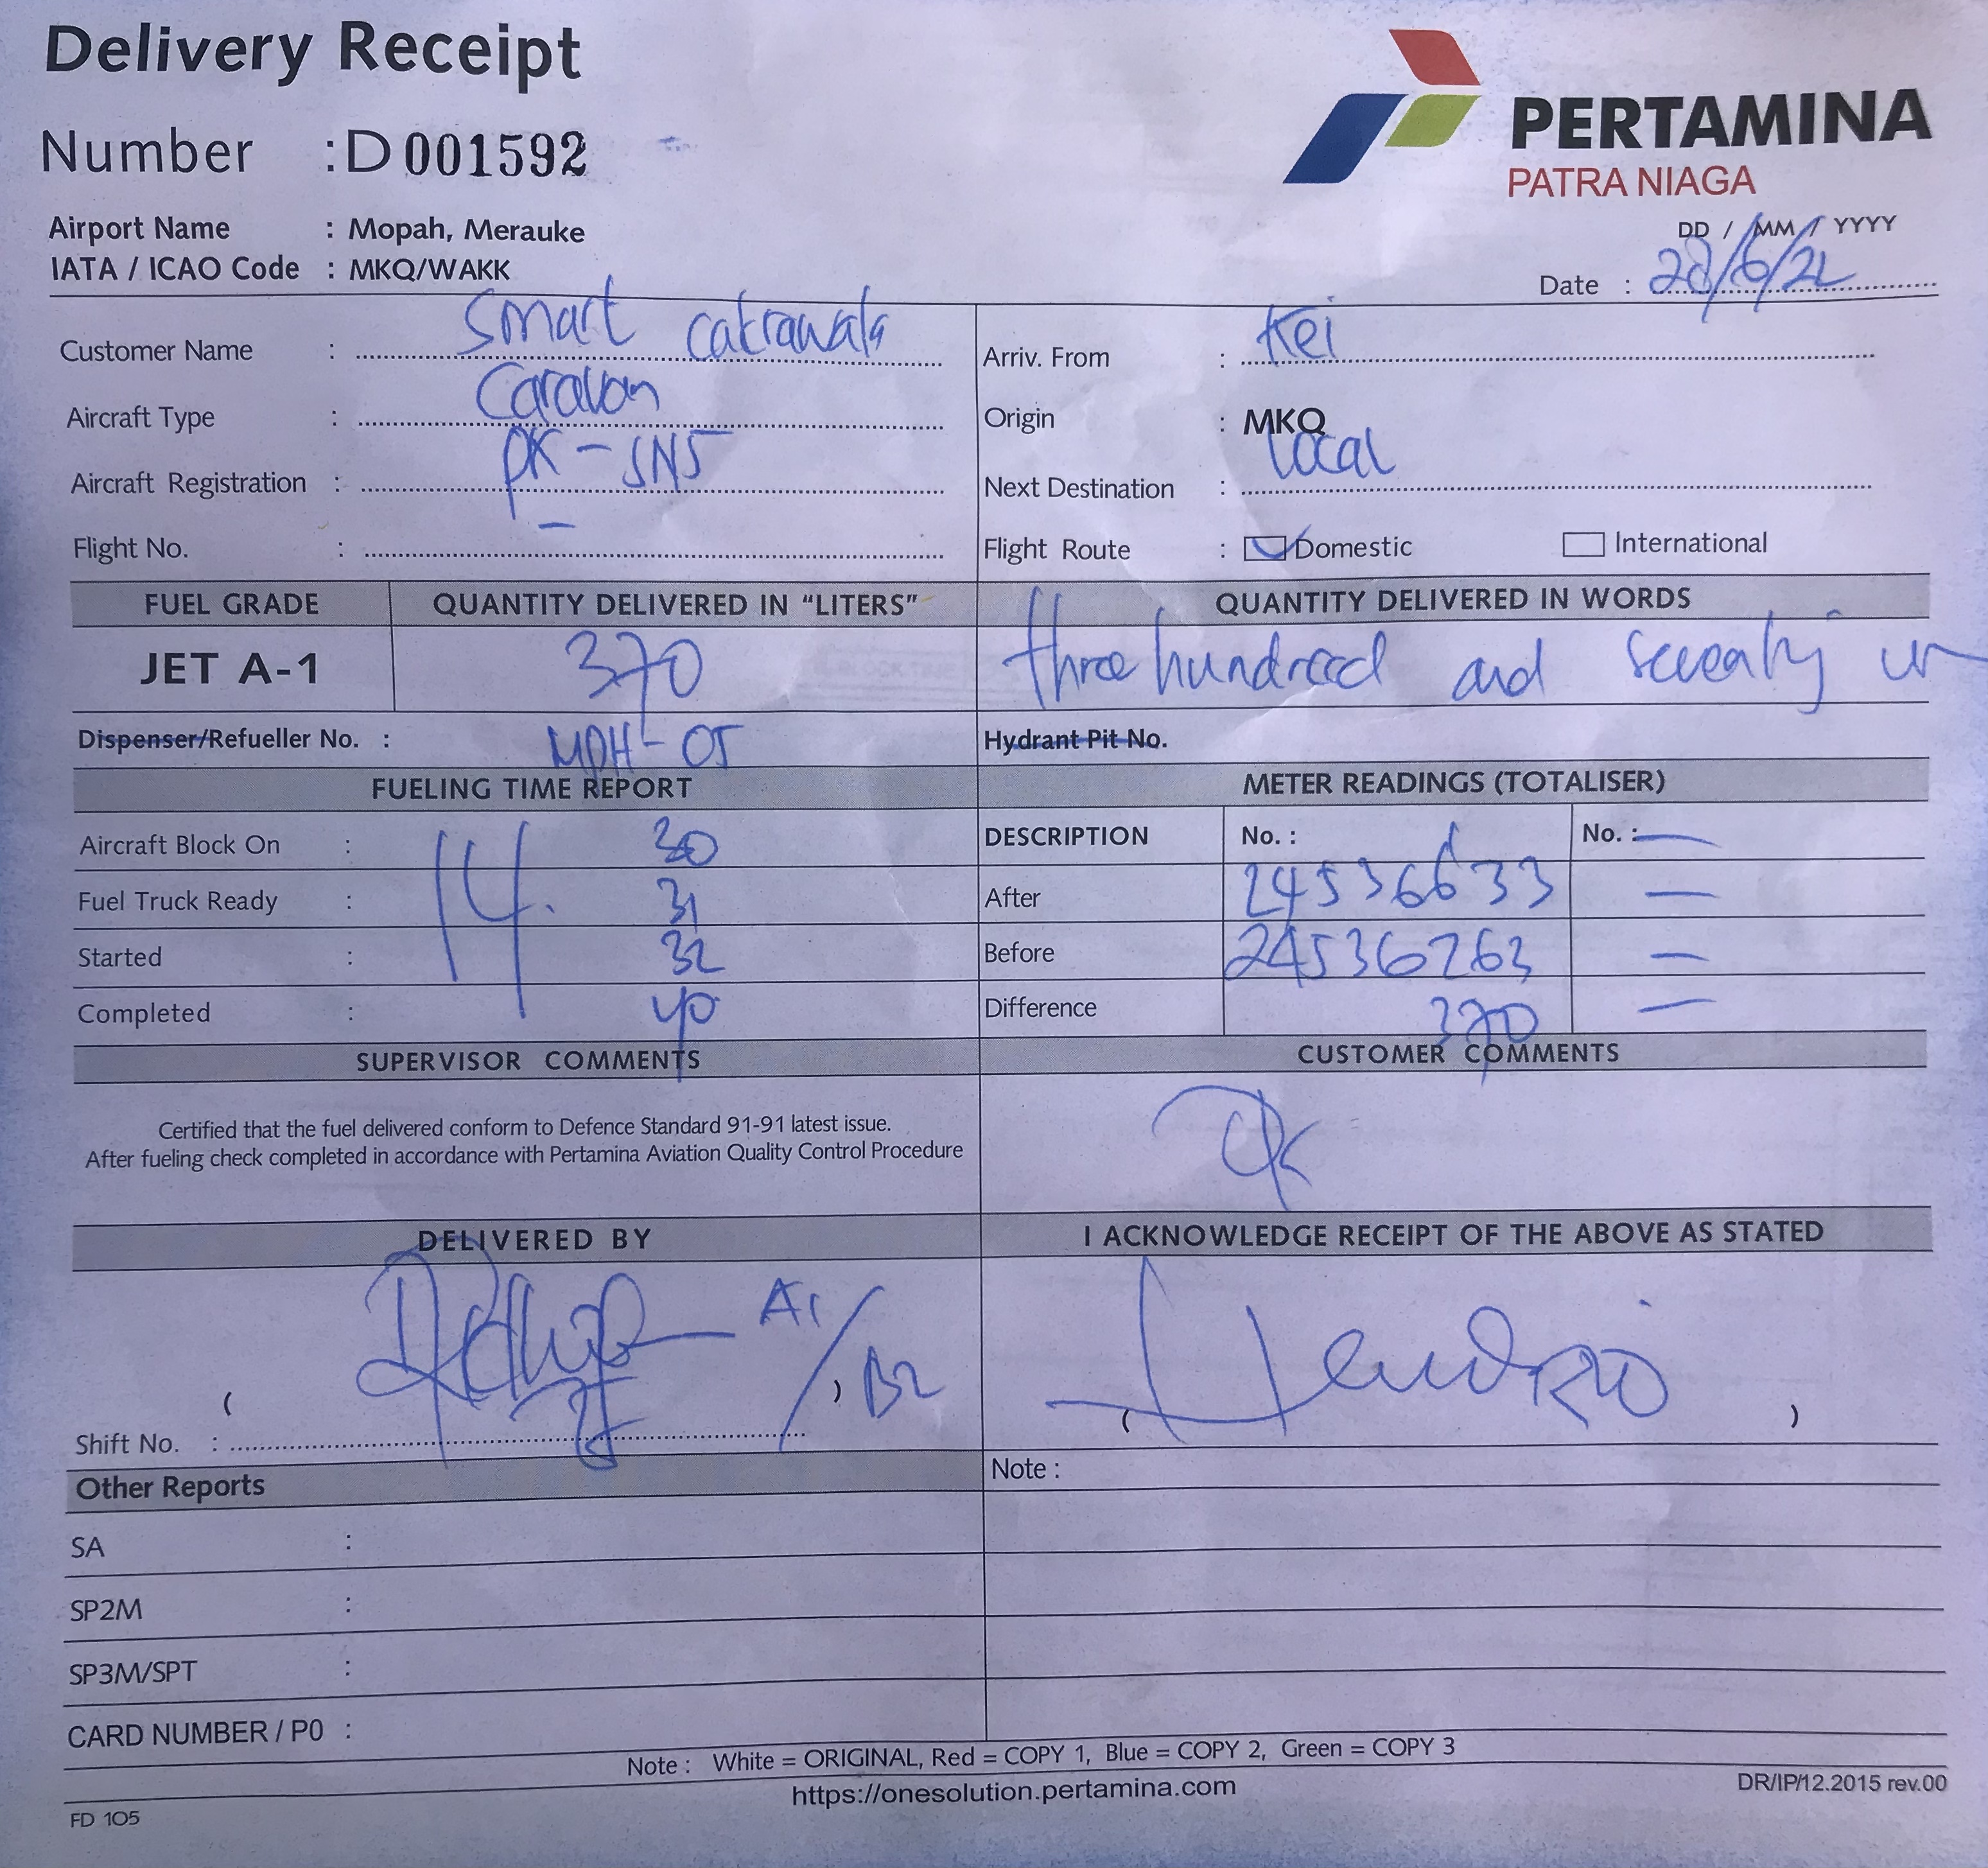 Delivery Receipt
Number : D 001592
PERTAMINA
PATRA NIAGA
Airport Name : Mopah, Merauke
IATA / ICAO Code : MKQ/WAKK
DD / MM / YYYY
Date : 28/6/22
Customer Name : Smart Cakrawala
Arriv. From : Kei
Aircraft Type : Caravan
Origin : MKQ
Aircraft Registration : PK - SNS
Next Destination : Local
Flight No. : —
Flight Route : Domestic International
FUEL GRADE QUANTITY DELIVERED IN "LITERS" QUANTITY DELIVERED IN WORDS
JET A-1 370 three hundred and seventy
Dispenser/Refueller No. : MPH - 05 Hydrant Pit No.
FUELING TIME REPORT METER READINGS (TOTALISER)
Aircraft Block On : 14. 30 DESCRIPTION No. : No. : —
Fuel Truck Ready : 31 After 24536633 —
Started : 32 Before 24536263 —
Completed : 40 Difference 370 —
SUPERVISOR COMMENTS CUSTOMER COMMENTS
Certified that the fuel delivered conform to Defence Standard 91-91 latest issue.
After fueling check completed in accordance with Pertamina Aviation Quality Control Procedure
OK
DELIVERED BY I ACKNOWLEDGE RECEIPT OF THE ABOVE AS STATED
A1 / B2
( ) ( )
Shift No. :
Other Reports Note :
SA :
SP2M :
SP3M/SPT :
CARD NUMBER / P0 :
Note : White = ORIGINAL, Red = COPY 1, Blue = COPY 2, Green = COPY 3
https://onesolution.pertamina.com
DR/IP/12.2015 rev.00
FD 105